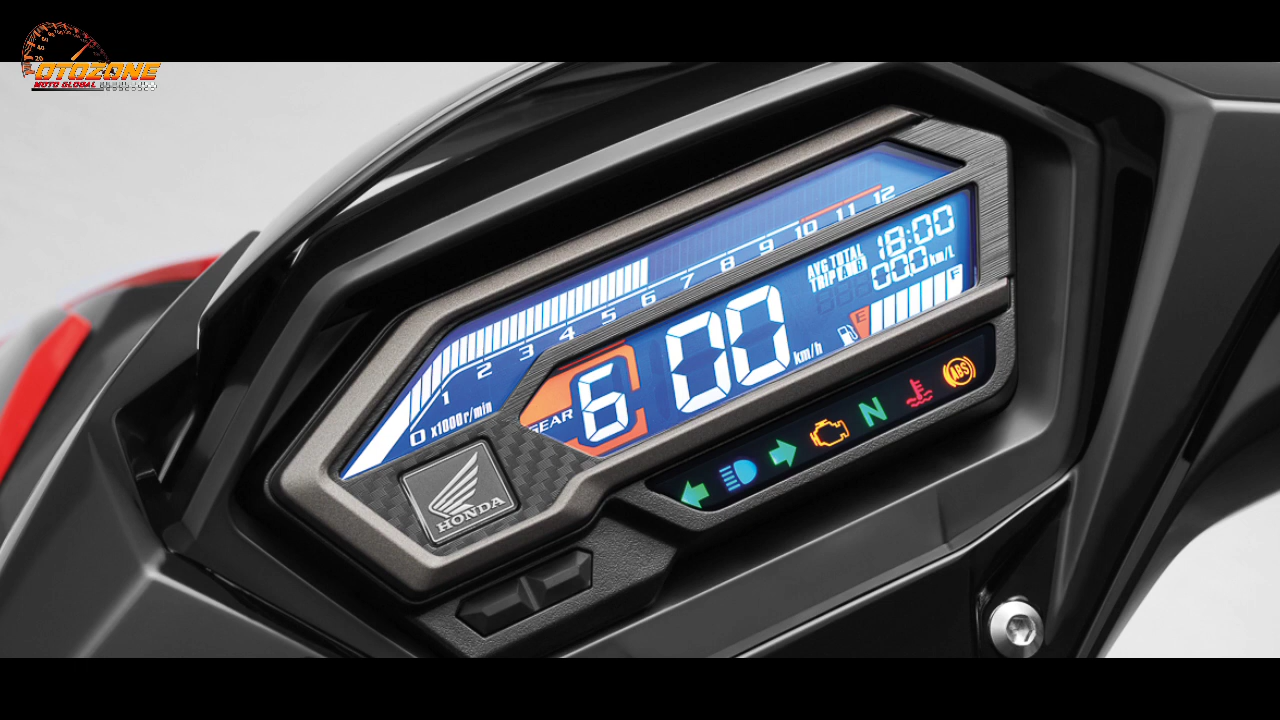 OTOZONE
MOTO GLOBAL
0 1 2 3 4 5 6 7 8 9 10 11 12
x1000r/min
18:00
AVG TOTAL
TRIP A B
00.0 km/L
GEAR 6
00 km/h
E F
N
ABS
HONDA